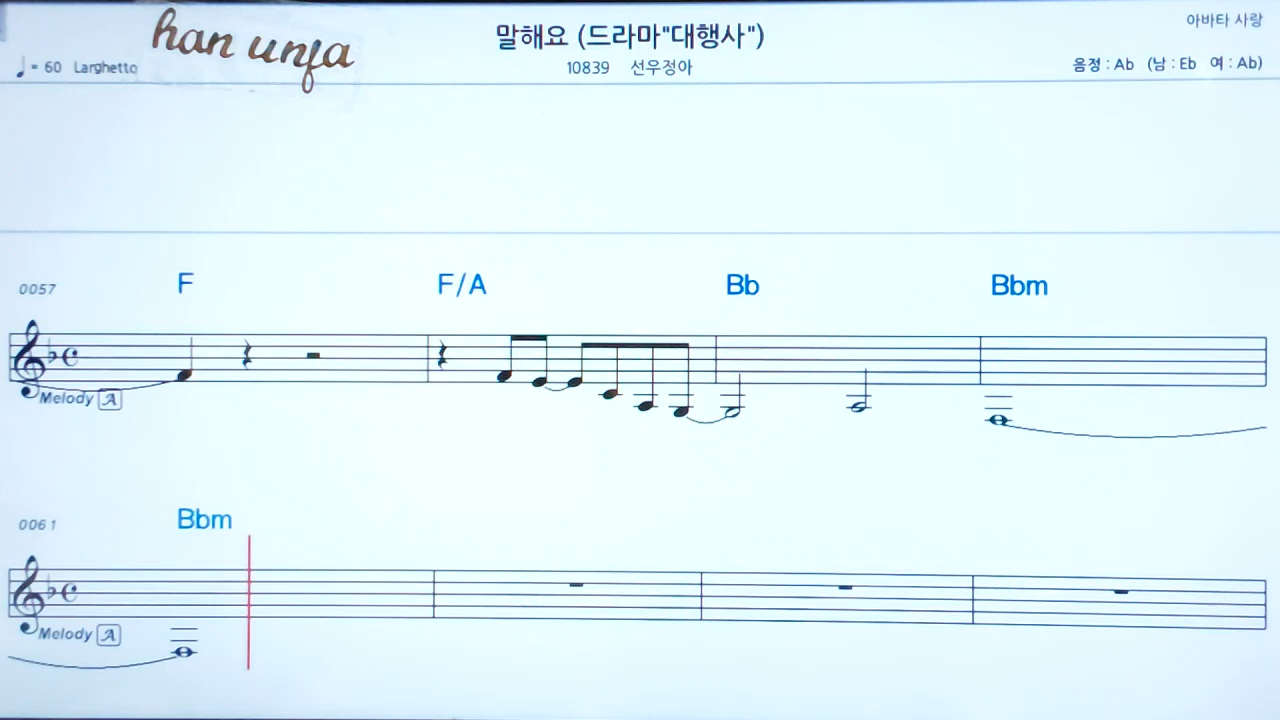 han unja
말해요 (드라마"대행사")
아바타 사랑
♩= 60 Larghetto
10839 선우정아
음정 : Ab (남 : Eb 여 : Ab)
F F/A Bb Bbm
0057
Melody A
Bbm
0061
Melody A